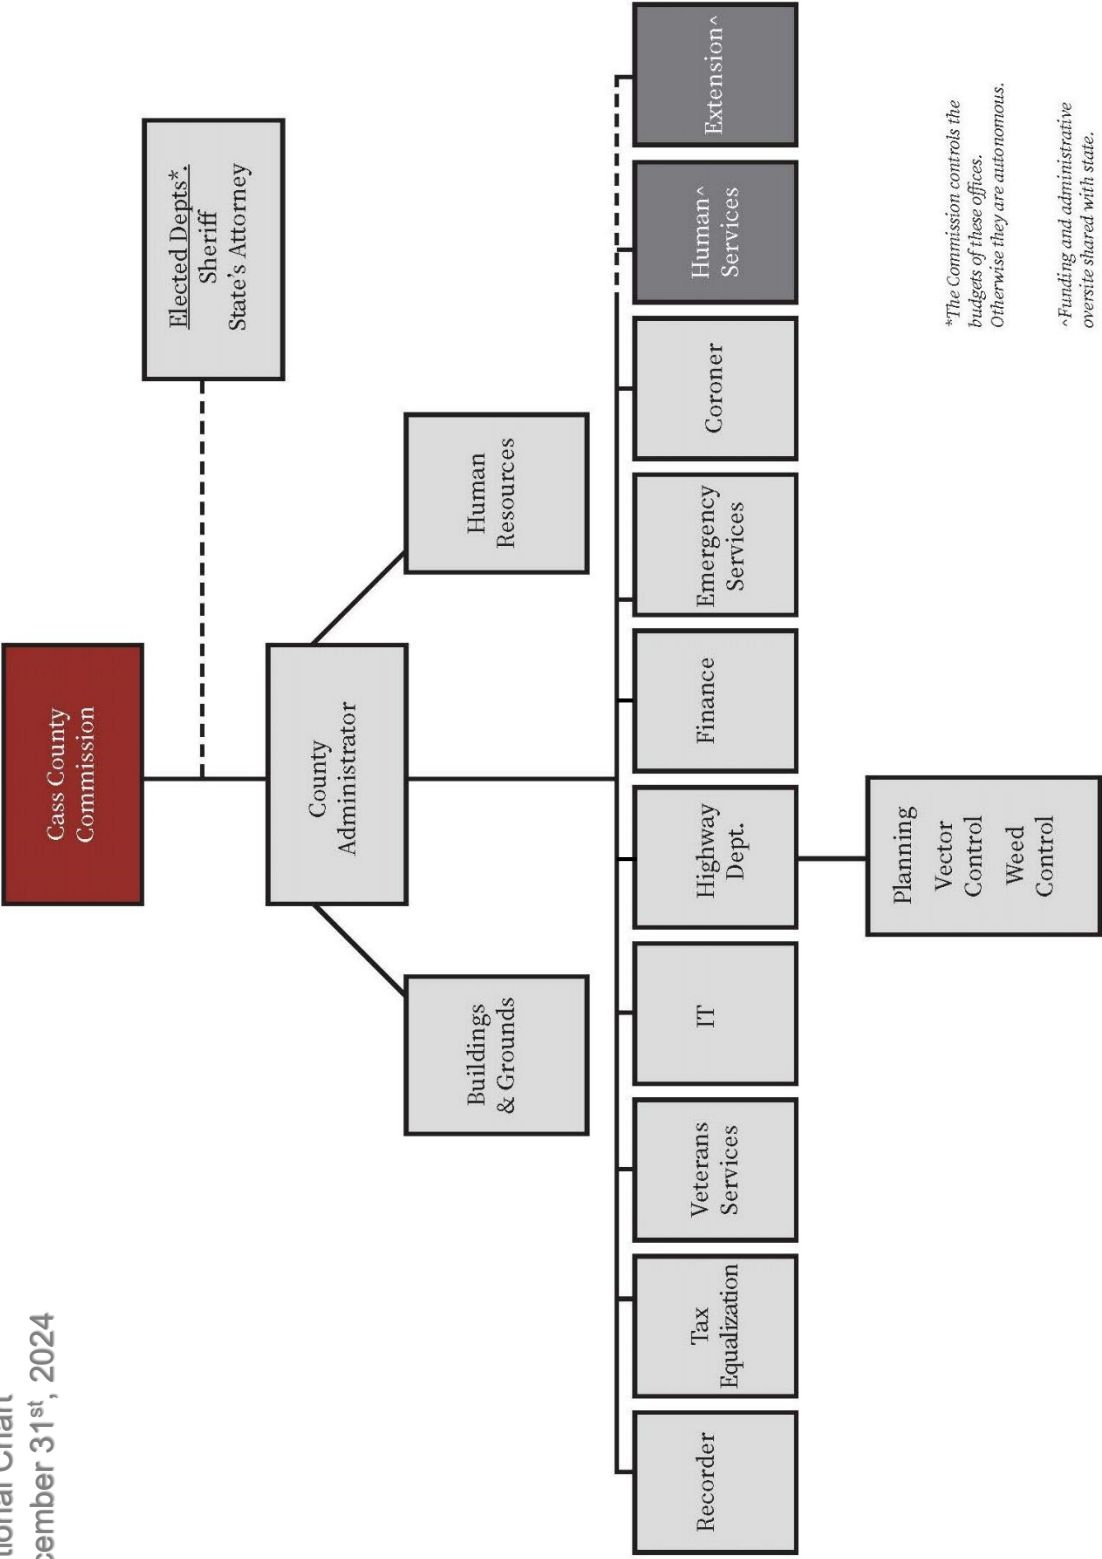 tional Chart
cember 31st, 2024
Cass County
Commission
Elected Depts*.
Sheriff
State's Attorney
County
Administrator
Buildings
& Grounds
Human
Resources
Recorder
Tax
Equalization
Veterans
Services
IT
Highway
Dept.
Finance
Emergency
Services
Coroner
Human^
Services
Extension^
Planning
Vector
Control
Weed
Control
*The Commission controls the
budgets of these offices.
Otherwise they are autonomous.
^Funding and administrative
oversite shared with state.